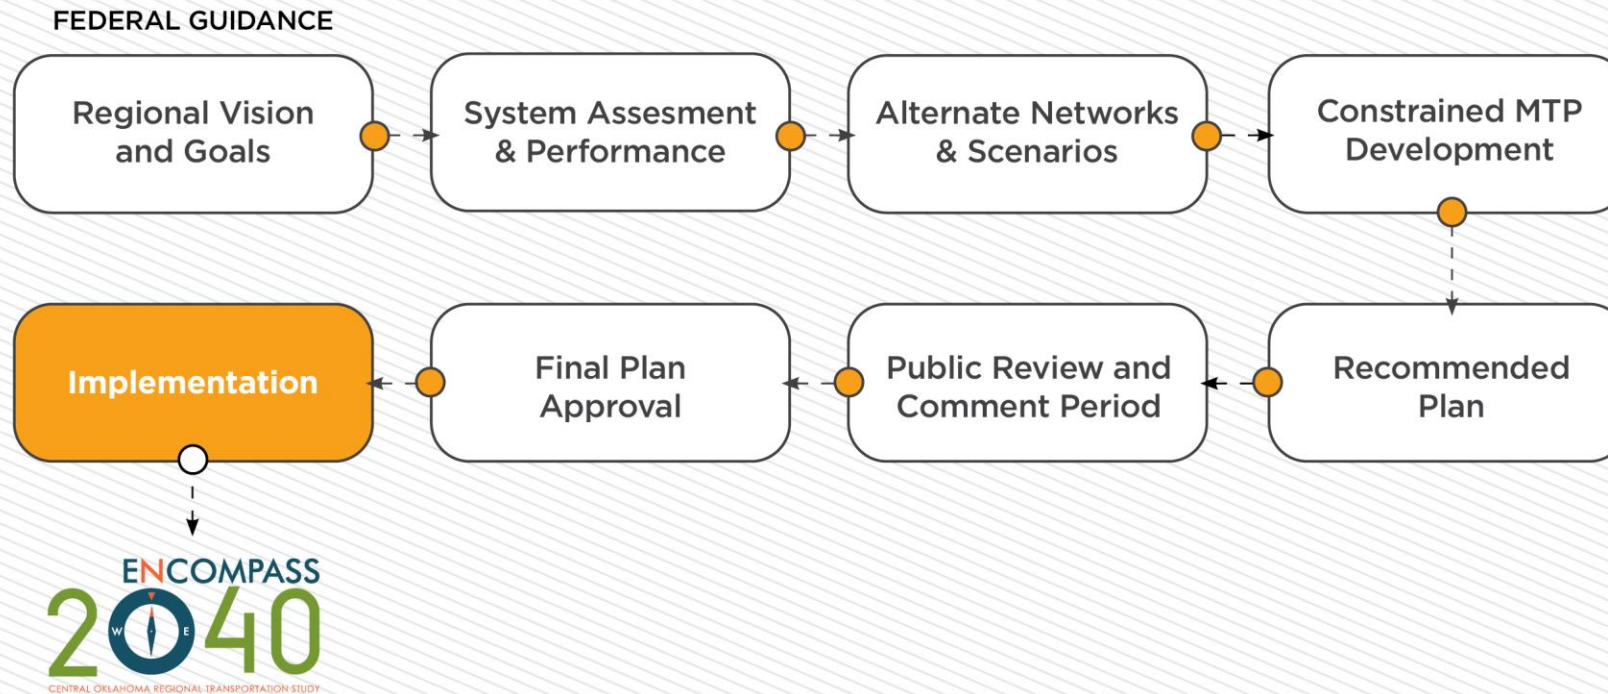 FEDERAL GUIDANCE
Regional Vision
and Goals
System Assesment
& Performance
Alternate Networks
& Scenarios
Constrained MTP
Development
Recommended
Plan
Public Review and
Comment Period
Final Plan
Approval
Implementation
ENCOMPASS
2040
W E
CENTRAL OKLAHOMA REGIONAL TRANSPORTATION STUDY